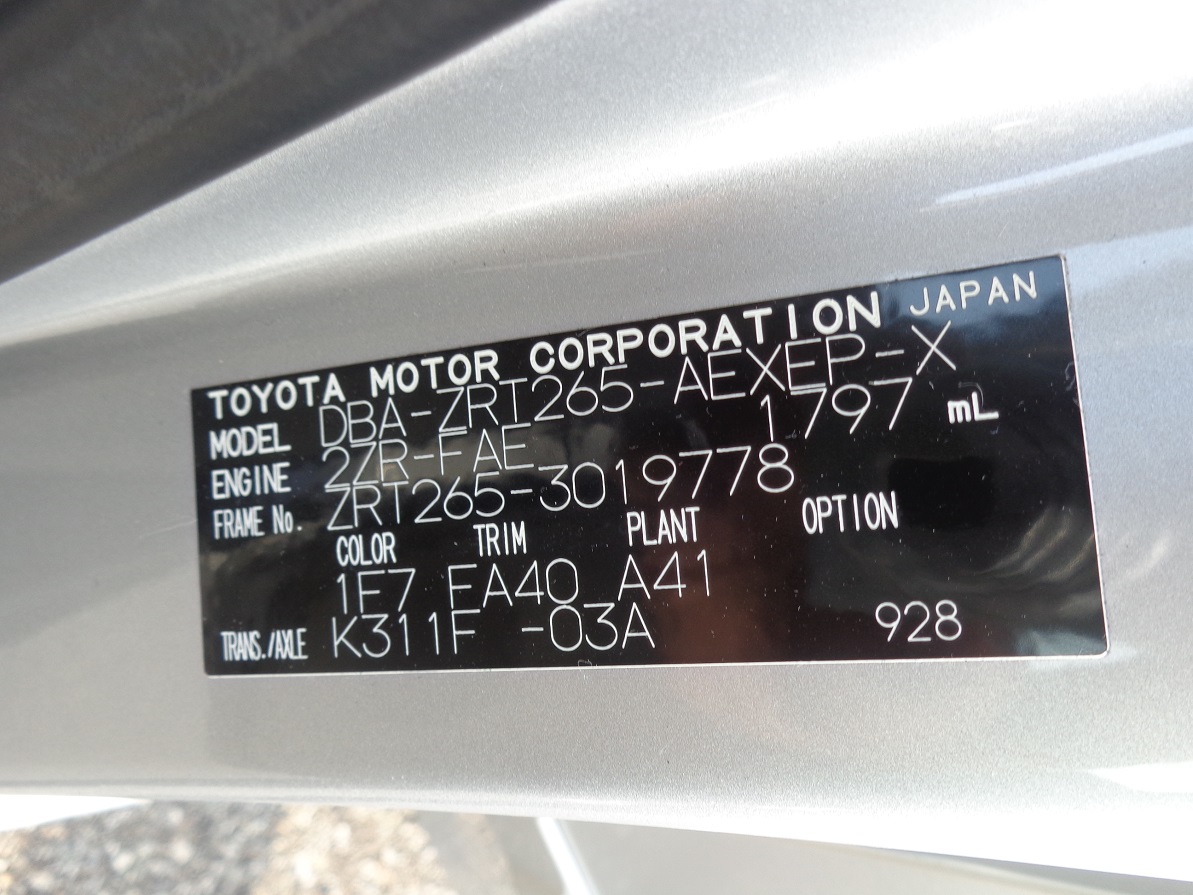 TOYOTA MOTOR CORPORATION JAPAN
MODEL DBA-ZRT265-AEXEP-X
ENGINE 2ZR-FAE 1797 mL
FRAME No. ZRT265-3019778
COLOR TRIM PLANT OPTION
1F7 FA40 A41
TRANS./AXLE K311F -03A 928